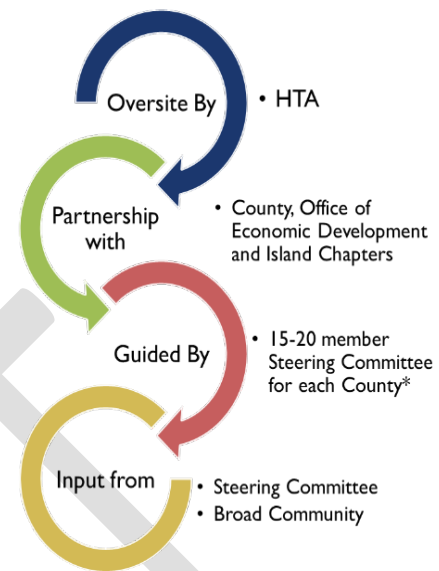 Oversite By
• HTA
Partnership
with
• County, Office of
Economic Development
and Island Chapters
Guided By
• 15-20 member
Steering Committee
for each County*
Input from
• Steering Committee
• Broad Community